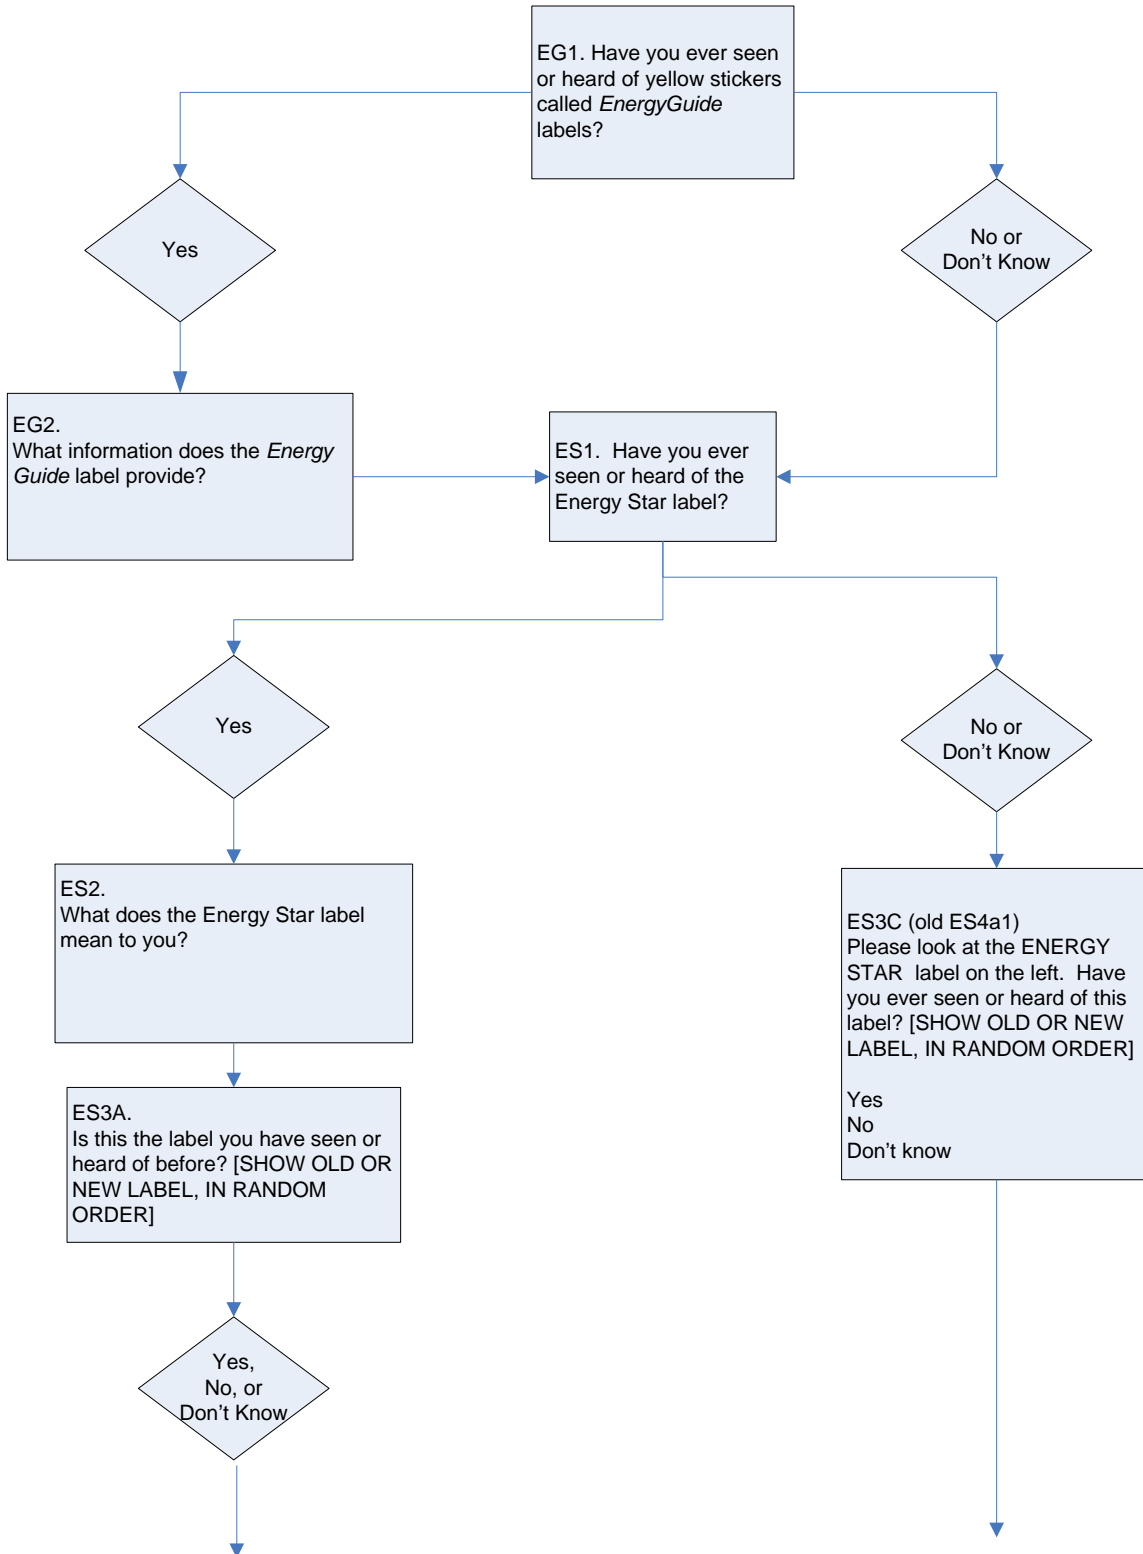 EG1. Have you ever seen
or heard of yellow stickers
called EnergyGuide
labels?
Yes
No or
Don't Know
EG2.
What information does the Energy
Guide label provide?
ES1.  Have you ever
seen or heard of the
Energy Star label?
Yes
No or
Don't Know
ES2.
What does the Energy Star label
mean to you?
ES3C (old ES4a1)
Please look at the ENERGY
STAR  label on the left.  Have
you ever seen or heard of this
label? [SHOW OLD OR NEW
LABEL, IN RANDOM ORDER]
Yes
No
Don't know
ES3A.
Is this the label you have seen or
heard of before? [SHOW OLD OR
NEW LABEL, IN RANDOM
ORDER]
Yes,
No, or
Don't Know